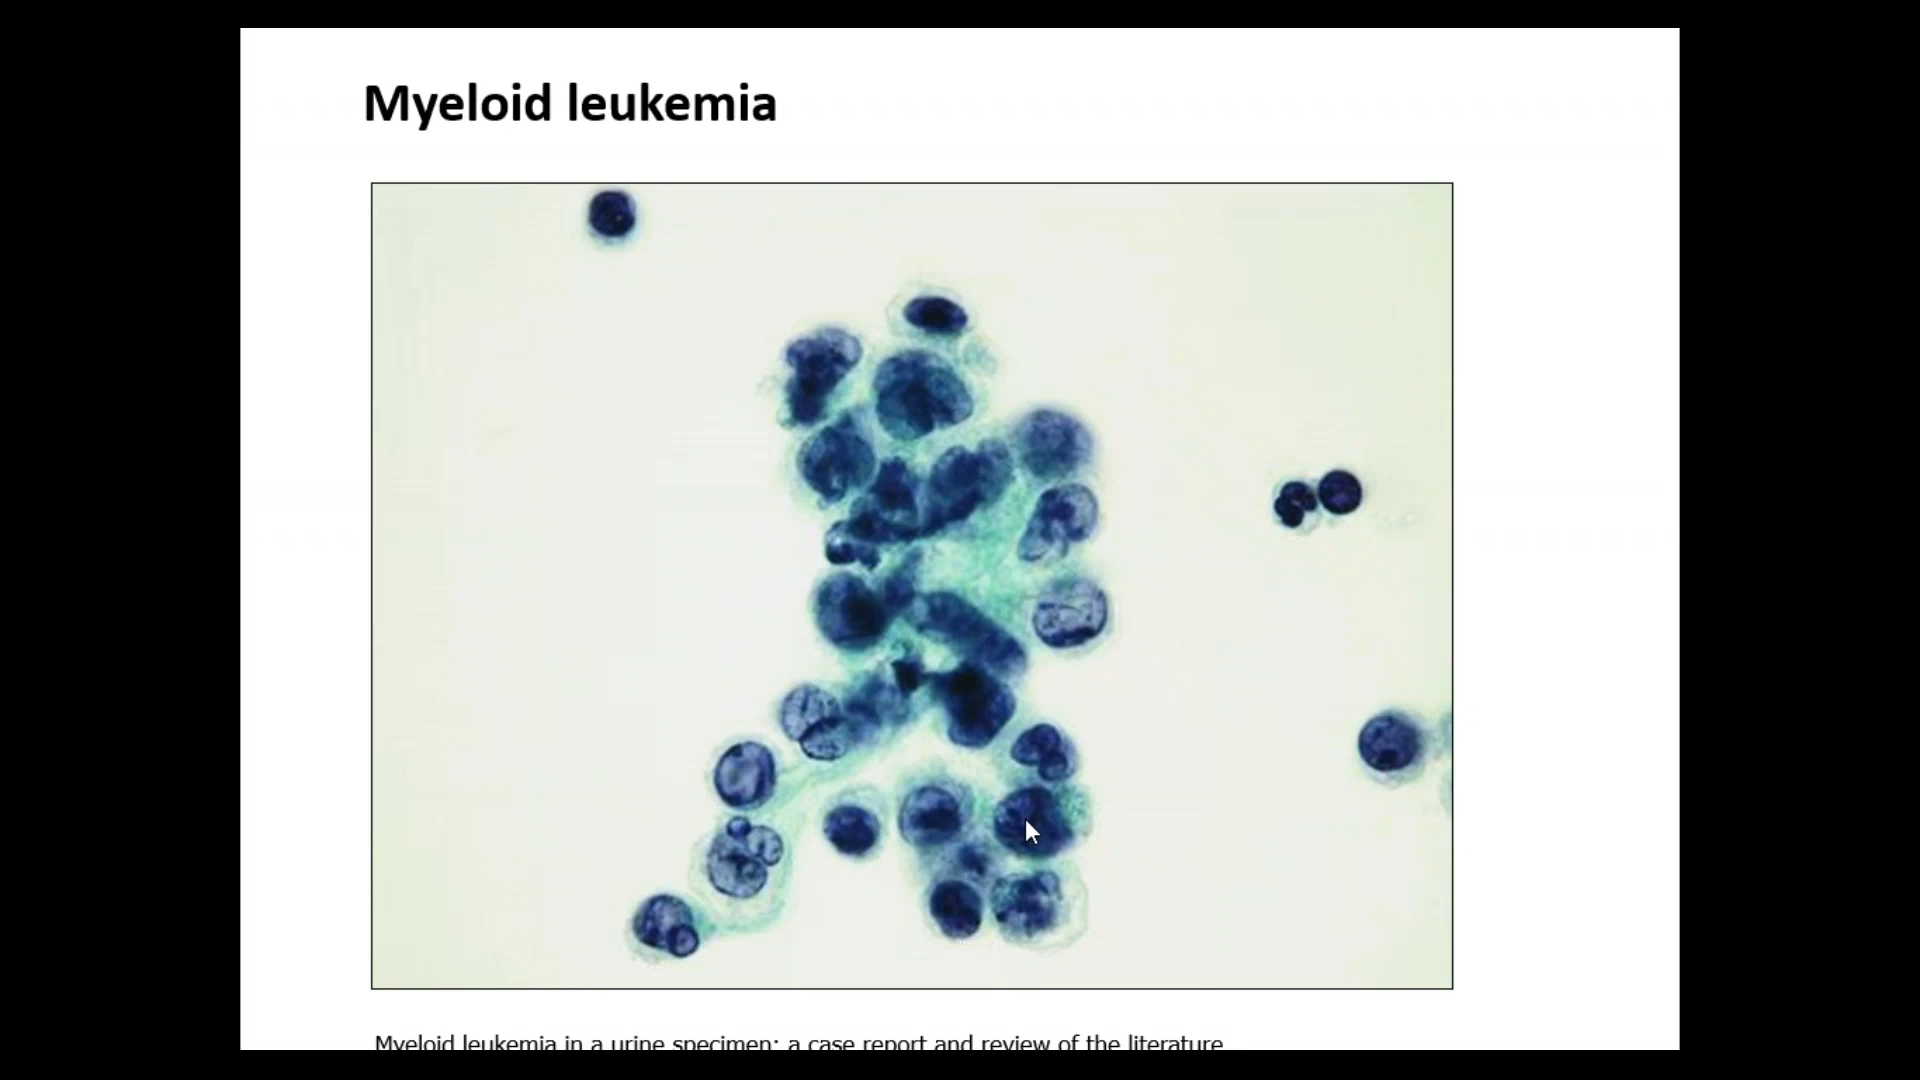 Myeloid leukemia
Myeloid leukemia in a urine specimen: a case report and review of the literature